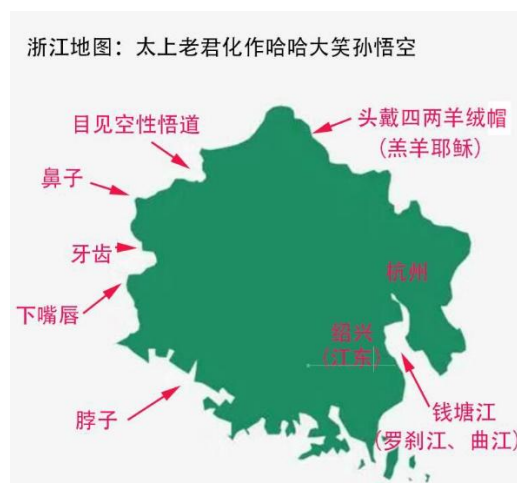 浙江地图：太上老君化作哈哈大笑孙悟空
目见空性悟道
头戴四两羊绒帽
(羔羊耶稣)
鼻子
牙齿
杭州
下嘴唇
绍兴
(江东)
脖子
钱塘江
(罗刹江、曲江)